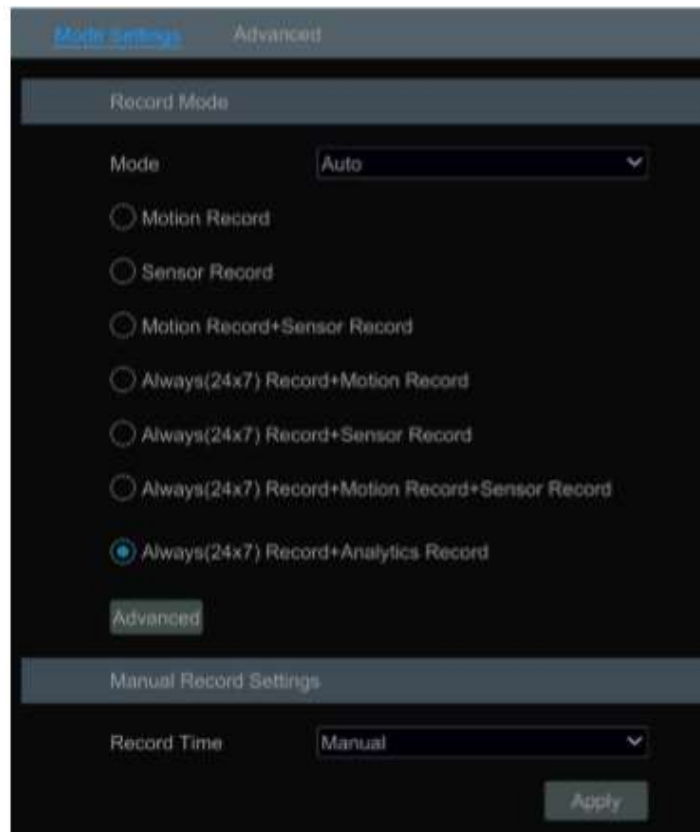 Mode Settings Advanced
Record Mode
Mode Auto
Motion Record
Sensor Record
Motion Record+Sensor Record
Always(24x7) Record+Motion Record
Always(24x7) Record+Sensor Record
Always(24x7) Record+Motion Record+Sensor Record
Always(24x7) Record+Analytics Record
Advanced
Manual Record Settings
Record Time Manual
Apply